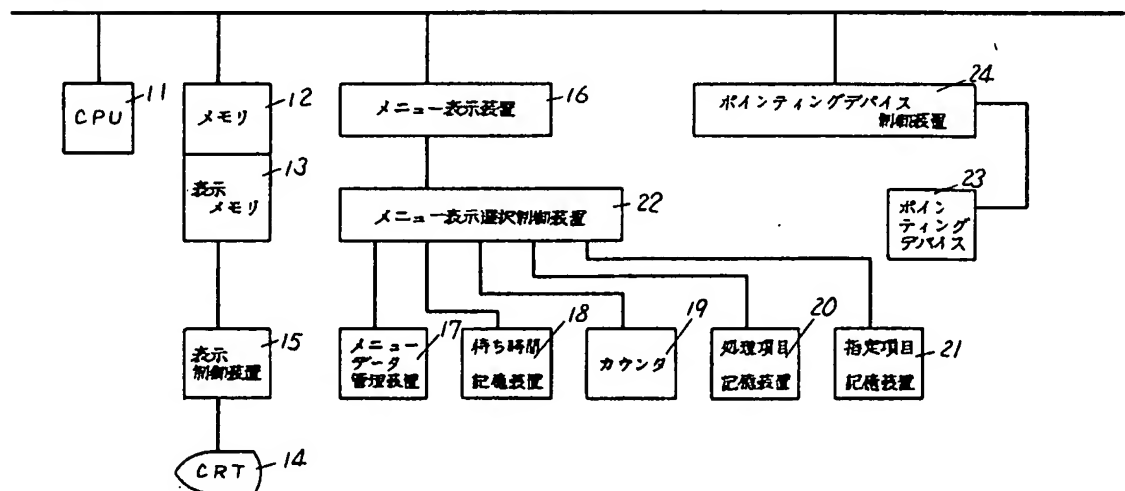 CPU
11
メモリ
12
表示
メモリ
13
メニュー表示装置
16
ポインティングデバイス
制御装置
24
メニュー表示選択制御装置
22
ポイン
ティング
デバイス
23
表示
制御装置
15
メニュー
データ
管理装置
17
待ち時間
記憶装置
18
カウンタ
19
処理項目
記憶装置
20
指定項目
記憶装置
21
CRT
14